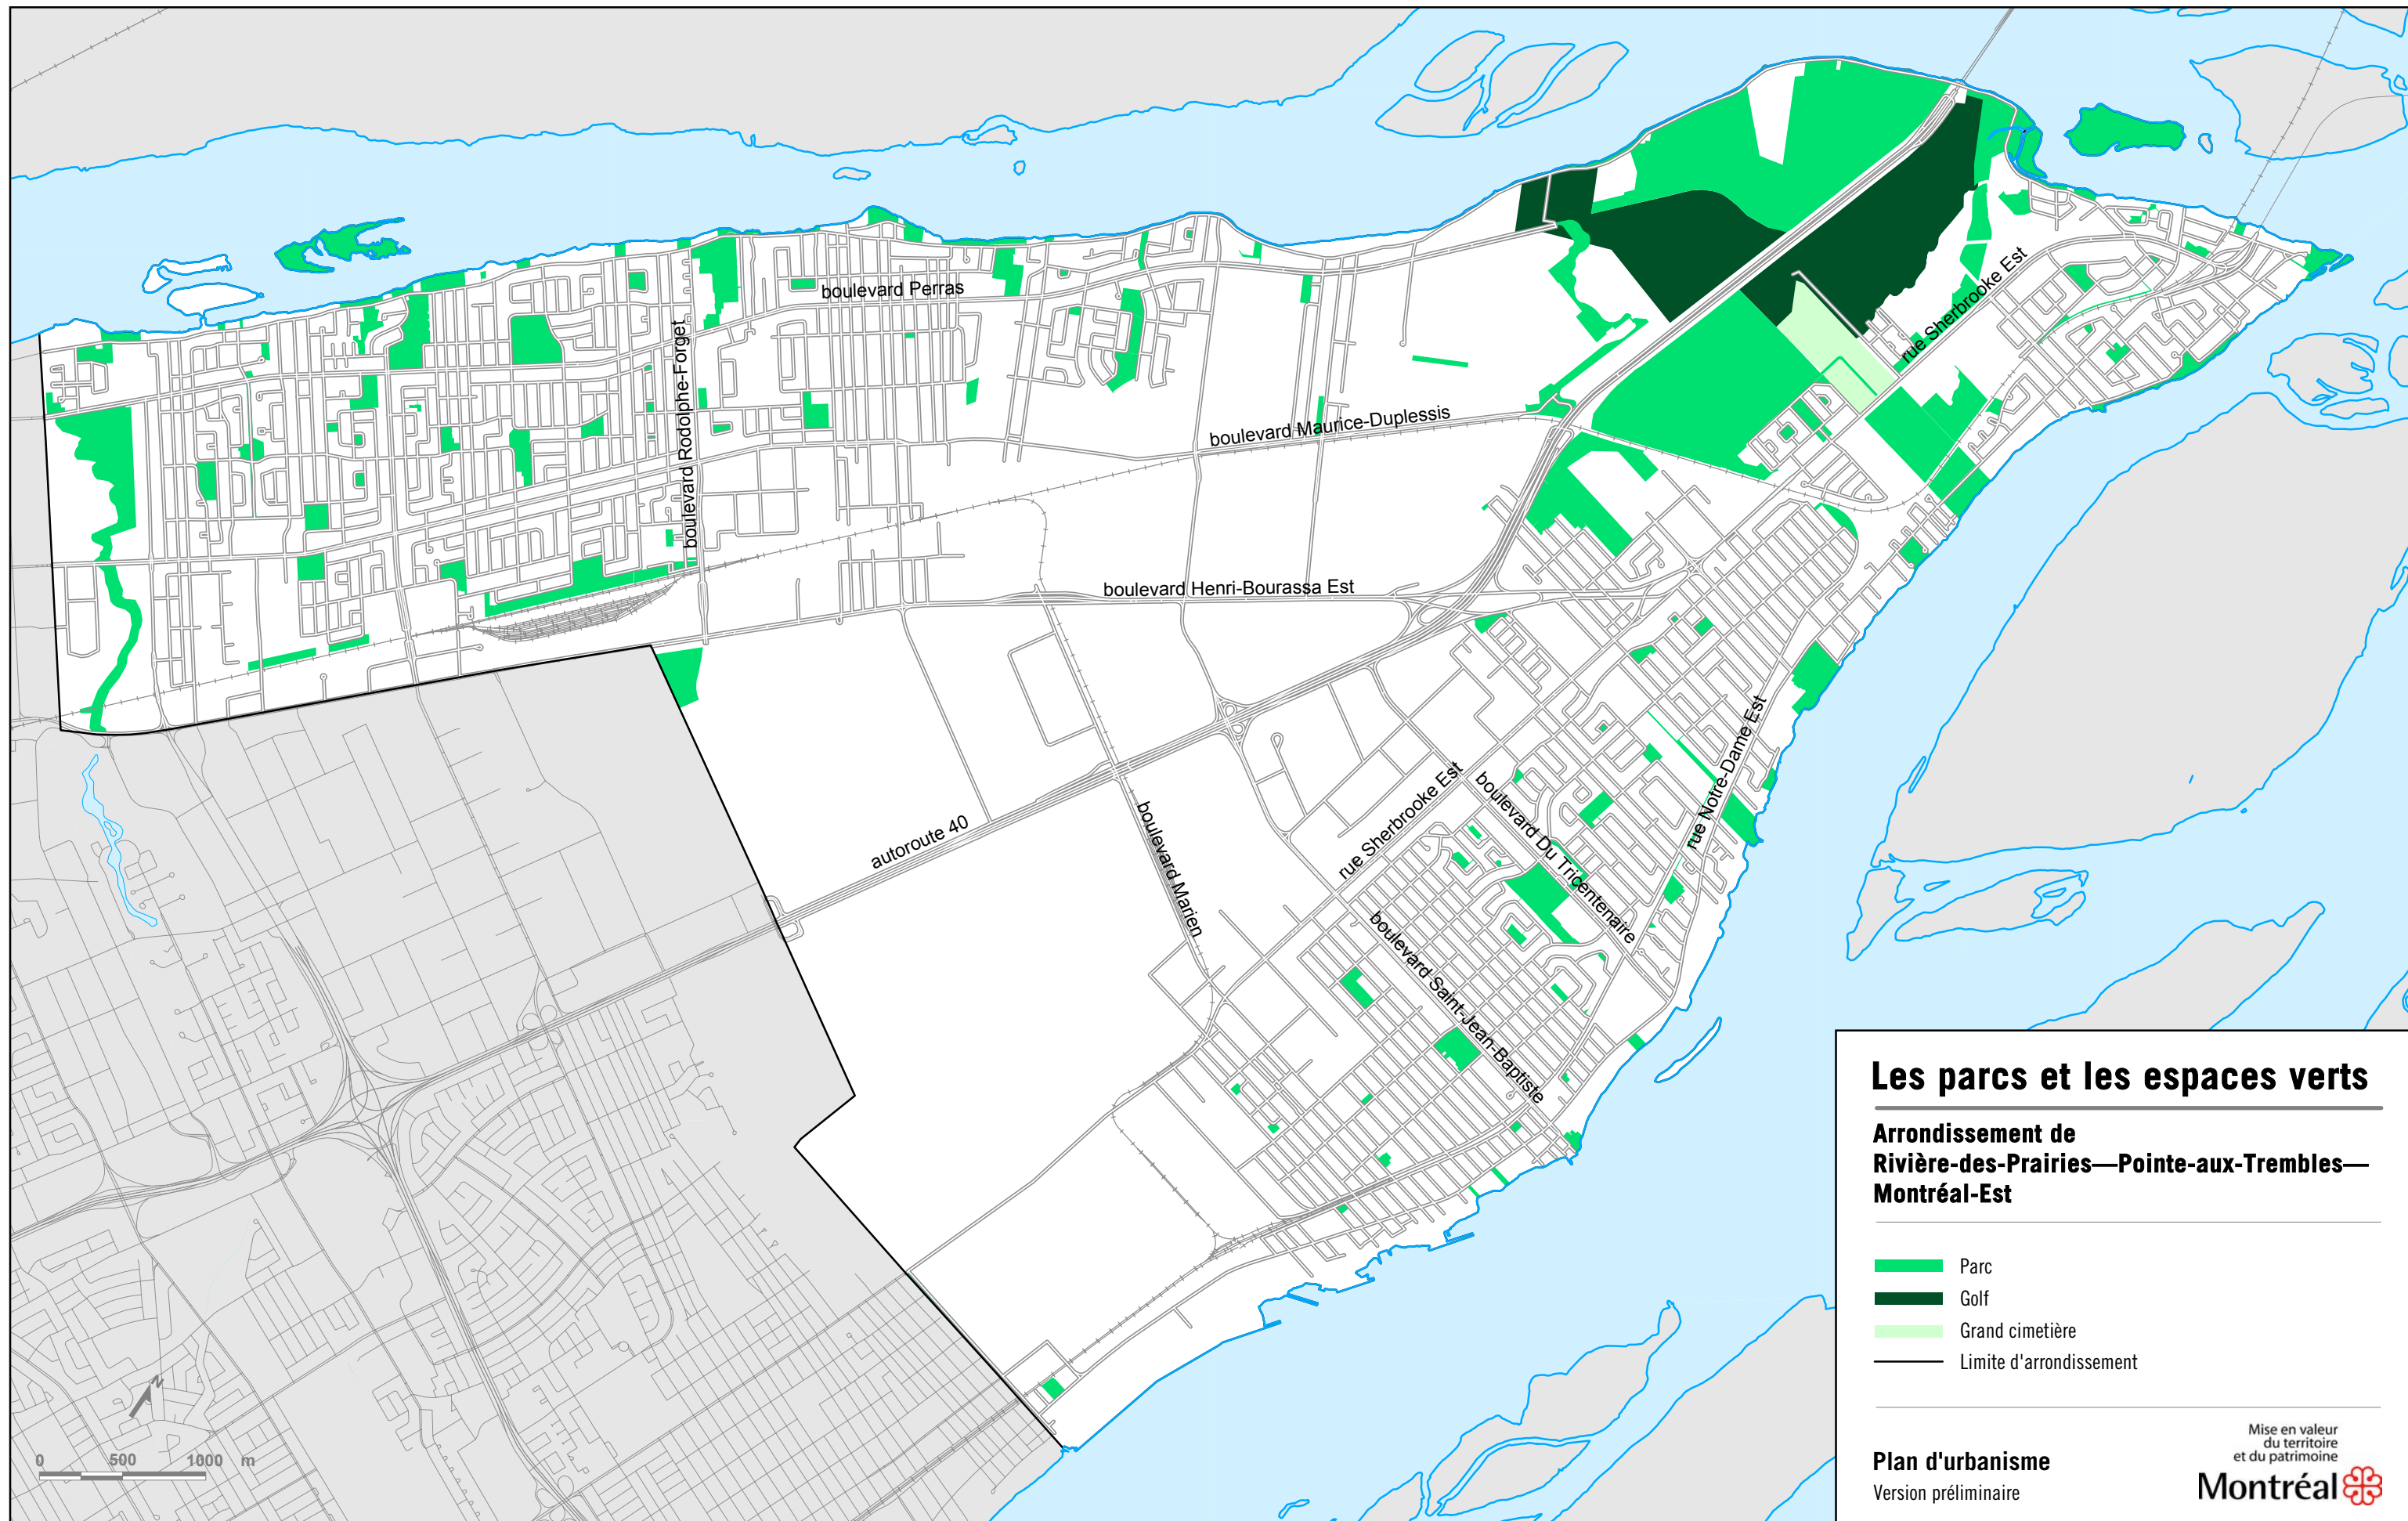 boulevard Perras
boulevard Rodolphe-Forget
boulevard Maurice-Duplessis
rue Sherbrooke Est
boulevard Henri-Bourassa Est
autoroute 40
boulevard Marien
rue Sherbrooke Est
boulevard Du Tricentenaire
rue Notre-Dame Est
boulevard Saint-Jean-Baptiste
Les parcs et les espaces verts
Arrondissement de
Rivière-des-Prairies—Pointe-aux-Trembles—
Montréal-Est
Parc
Golf
Grand cimetière
Limite d'arrondissement
Plan d'urbanisme
Version préliminaire
Mise en valeur
du territoire
et du patrimoine
Montréal
N
0 500 1000 m